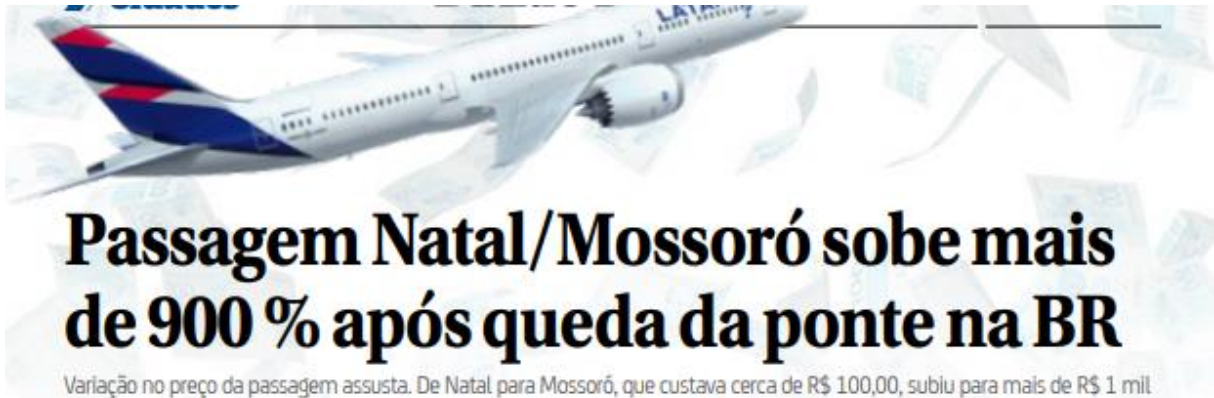 LATAM
Passagem Natal/Mossoró sobe mais
de 900 % após queda da ponte na BR
Variação no preço da passagem assusta. De Natal para Mossoró, que custava cerca de R$ 100,00, subiu para mais de R$ 1 mil